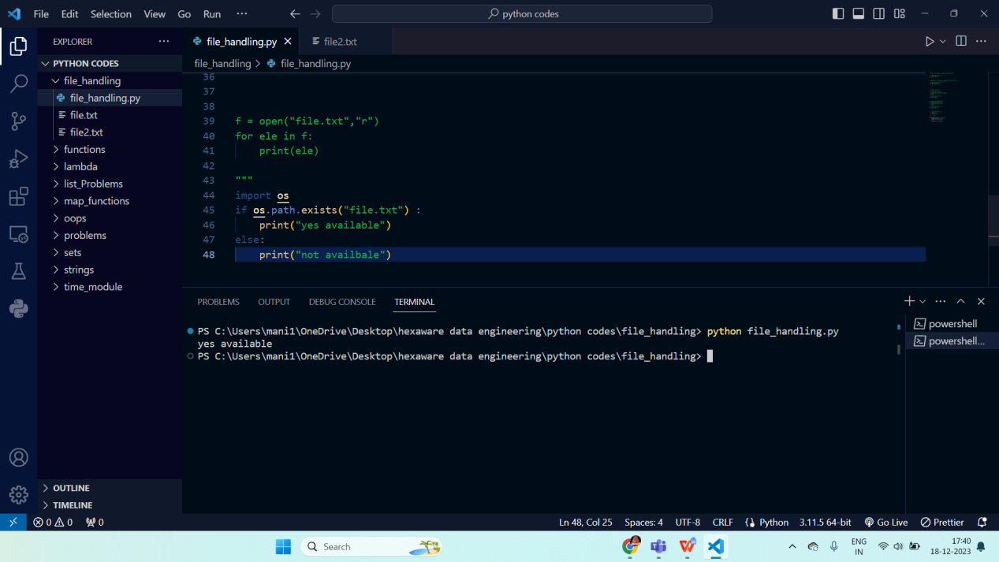 File Edit Selection View Go Run ··· python codes
EXPLORER ···
PYTHON CODES
file_handling
file_handling.py
file.txt
file2.txt
functions
lambda
list_Problems
map_functions
oops
problems
sets
strings
time_module
OUTLINE
TIMELINE
file_handling.py file2.txt
file_handling > file_handling.py
36
37
38
39 f = open("file.txt","r")
40 for ele in f:
41     print(ele)
42
43 """
44 import os
45 if os.path.exists("file.txt") :
46     print("yes available")
47 else:
48     print("not availbale")
PROBLEMS OUTPUT DEBUG CONSOLE TERMINAL
PS C:\Users\mani1\OneDrive\Desktop\hexaware data engineering\python codes\file_handling> python file_handling.py
yes available
PS C:\Users\mani1\OneDrive\Desktop\hexaware data engineering\python codes\file_handling>
powershell
powershell...
0 0 0 Ln 48, Col 25 Spaces: 4 UTF-8 CRLF Python 3.11.5 64-bit Go Live Prettier
Search
ENG
IN
17:40
18-12-2023